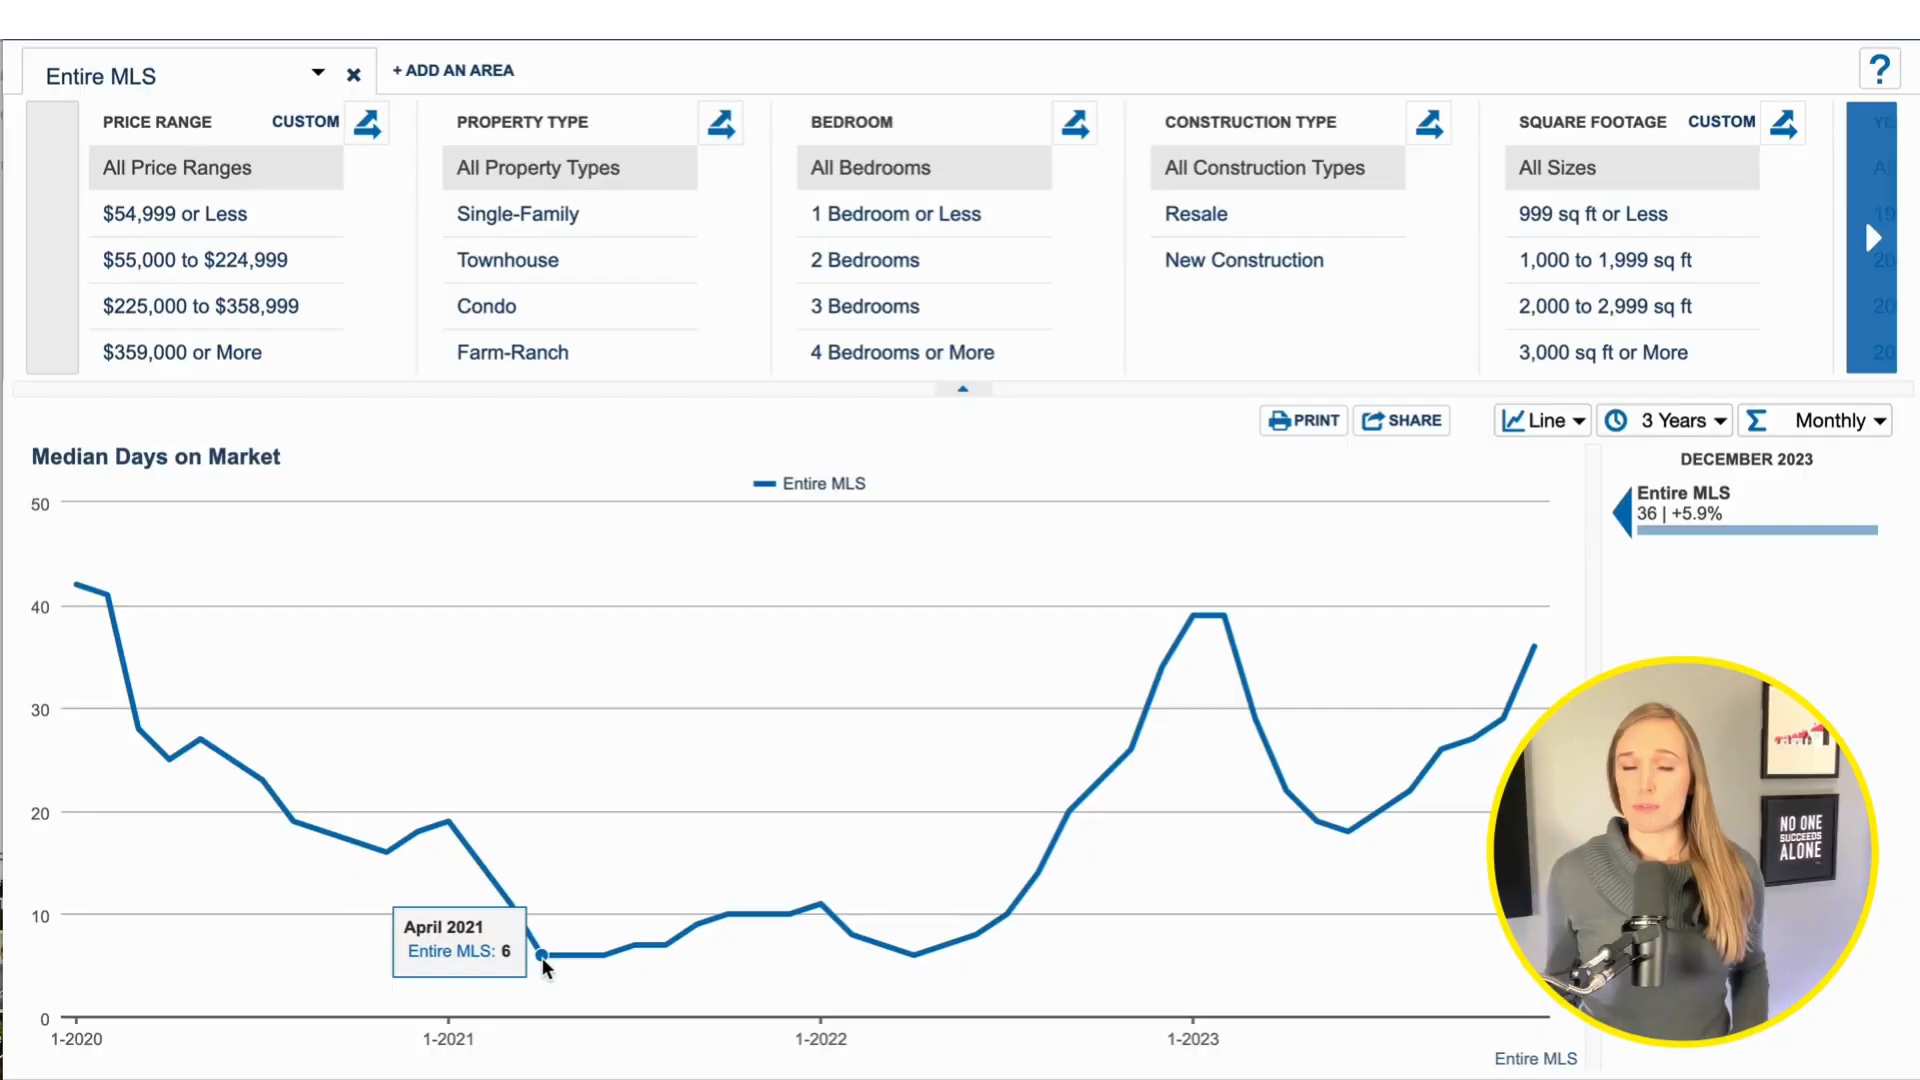 Entire MLS
+ ADD AN AREA
?
PRICE RANGE CUSTOM
All Price Ranges
$54,999 or Less
$55,000 to $224,999
$225,000 to $358,999
$359,000 or More
PROPERTY TYPE
All Property Types
Single-Family
Townhouse
Condo
Farm-Ranch
BEDROOM
All Bedrooms
1 Bedroom or Less
2 Bedrooms
3 Bedrooms
4 Bedrooms or More
CONSTRUCTION TYPE
All Construction Types
Resale
New Construction
SQUARE FOOTAGE CUSTOM
All Sizes
999 sq ft or Less
1,000 to 1,999 sq ft
2,000 to 2,999 sq ft
3,000 sq ft or More
PRINT
SHARE
Line
3 Years
Monthly
Median Days on Market
Entire MLS
50
40
30
20
10
0
April 2021
Entire MLS: 6
1-2020
1-2021
1-2022
1-2023
Entire MLS
DECEMBER 2023
Entire MLS
36 | +5.9%
NO ONE
SUCCEEDS
ALONE